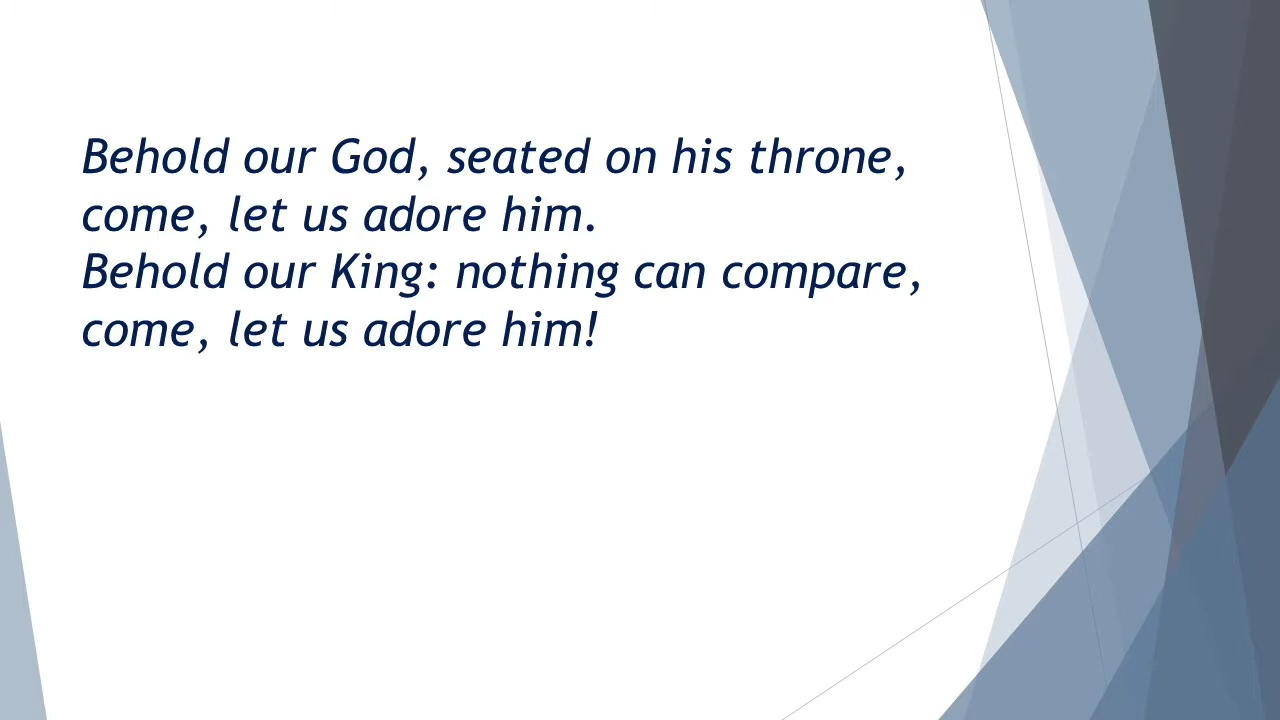 Behold our God, seated on his throne,
come, let us adore him.
Behold our King: nothing can compare,
come, let us adore him!